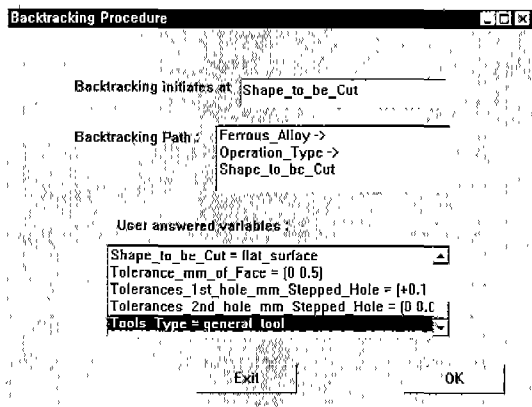 Backtracking Procedure
Backtracking initiates at Shape_to_be_Cut
Backtracking Path : Ferrous_Alloy ->
Operation_Type ->
Shape_to_be_Cut
User answered variables :
Shape_to_be_Cut = flat_surface
Tolerance_mm_of_Face = (0 0.5)
Tolerances_1st_hole_mm_Stepped_Hole = (+0.1
Tolerances_2nd_hole_mm_Stepped_Hole = (0 0.0
Tools_Type = general_tool
Exit OK